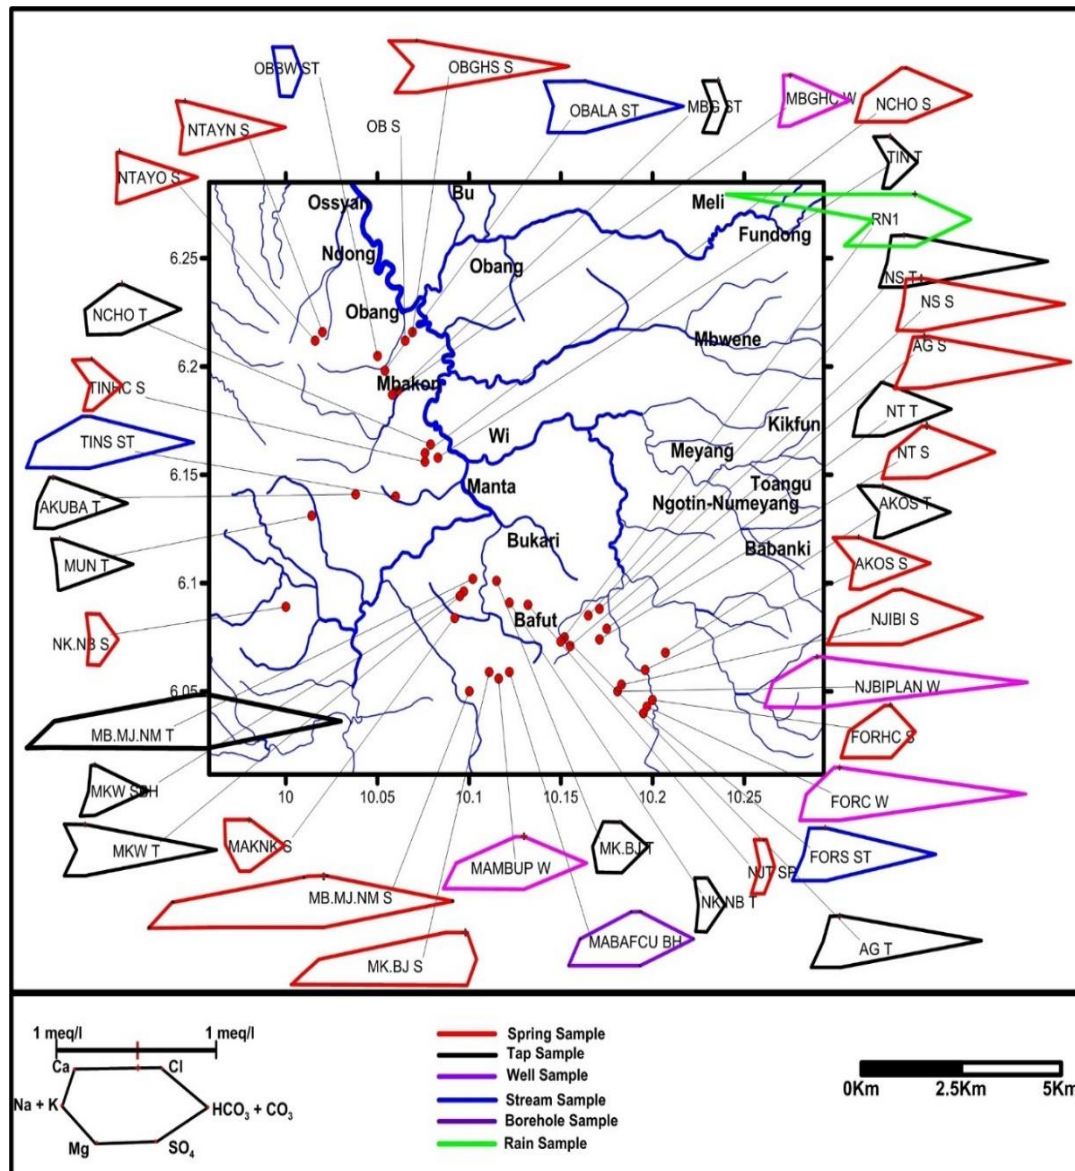 OBBW ST
OBGHS S
NTAYN S
OB S
OBALA ST
MBG ST
MBGHC W
NCHO S
NTAYO S
TIN T
RN1
NS T
NS S
AG S
NT T
NT S
AKOS T
AKOS S
NJIBI S
NJBIPLAN W
FORHC S
FORC W
FORS ST
AG T
NCHO T
TINHC S
TINS ST
AKUBA T
MUN T
NK.NB S
MB.MJ.NM T
MKW T
MAKNK S
MB.MJ.NM S
MK.BJ S
MAMBUP W
MK.BJ T
MABAFCU BH
NK.NB T
Ossyan
Bu
Meli
Fundong
Ndong
Obang
Obang
Mbwene
Mbakon
Wi
Kikfun
Meyang
Toangu
Manta
Ngotin-Numeyang
Bukari
Babanki
Bafut
6.25
6.2
6.15
6.1
6.05
10 10.05 10.1 10.15 10.2 10.25
1 meq/l 1 meq/l
Ca Cl
Na + K HCO3 + CO3
Mg SO4
Spring Sample
Tap Sample
Well Sample
Stream Sample
Borehole Sample
Rain Sample
0Km 2.5Km 5Km